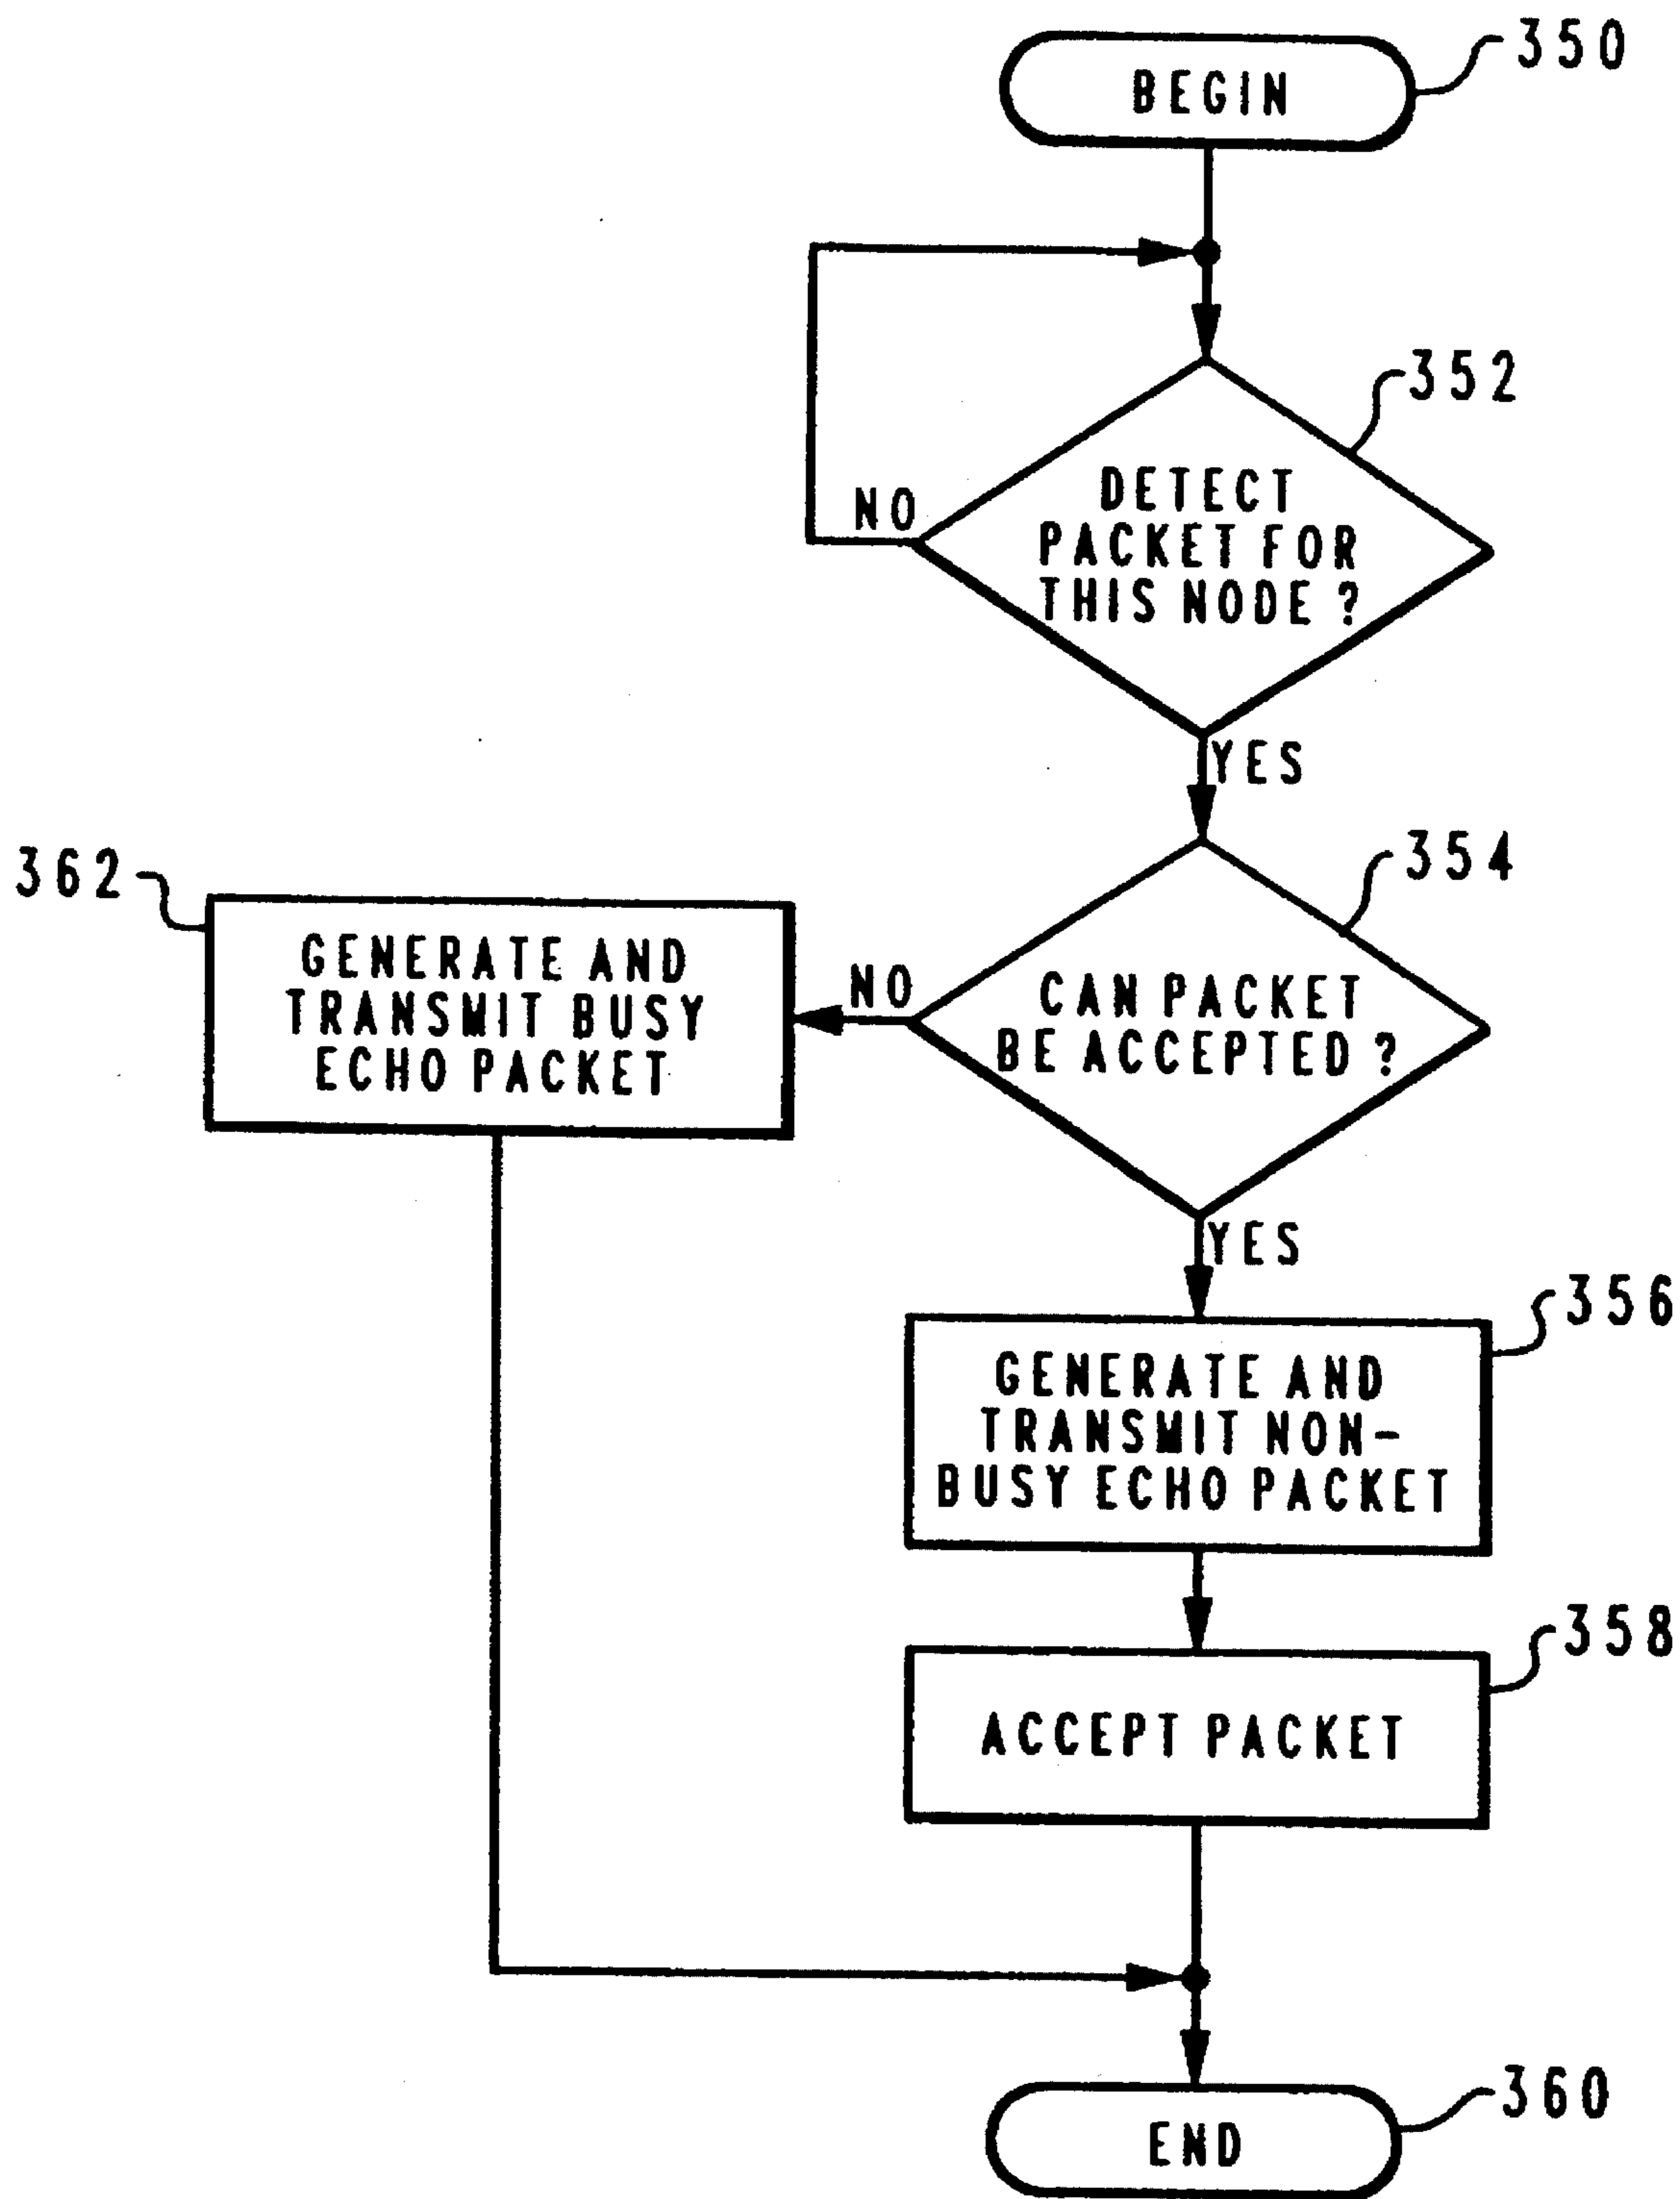 350
BEGIN
352
NO
DETECT
PACKET FOR
THIS NODE ?
YES
354
362
GENERATE AND
TRANSMIT BUSY
ECHO PACKET
NO
CAN PACKET
BE ACCEPTED ?
YES
356
GENERATE AND
TRANSMIT NON-
BUSY ECHO PACKET
358
ACCEPT PACKET
360
END